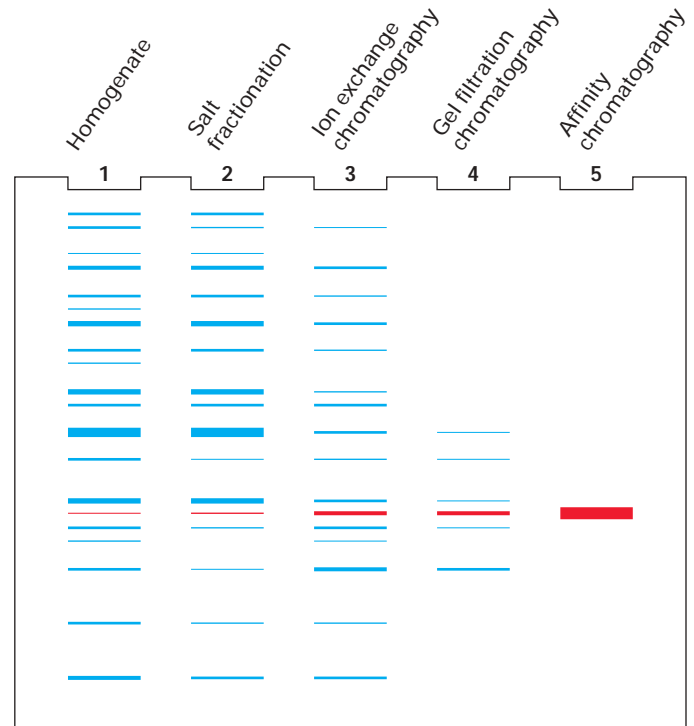 Homogenate
Salt
fractionation
Ion exchange
chromatography
Gel filtration
chromatography
Affinity
chromatography
1
2
3
4
5